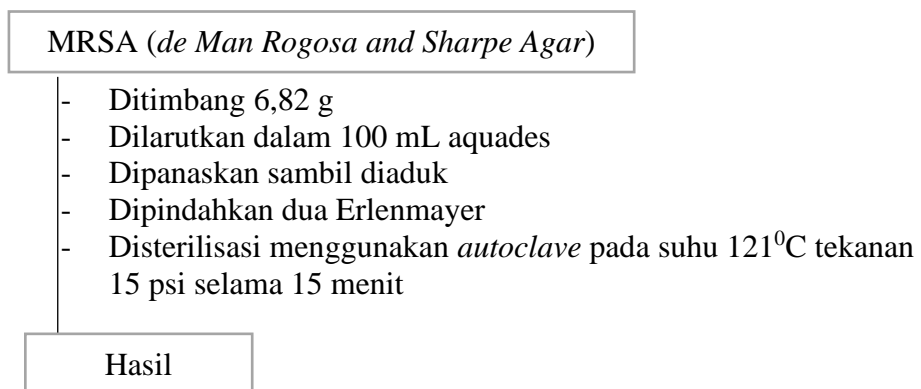 MRSA (de Man Rogosa and Sharpe Agar)
- Ditimbang 6,82 g
- Dilarutkan dalam 100 mL aquades
- Dipanaskan sambil diaduk
- Dipindahkan dua Erlenmayer
- Disterilisasi menggunakan autoclave pada suhu 121⁰C tekanan
15 psi selama 15 menit
Hasil